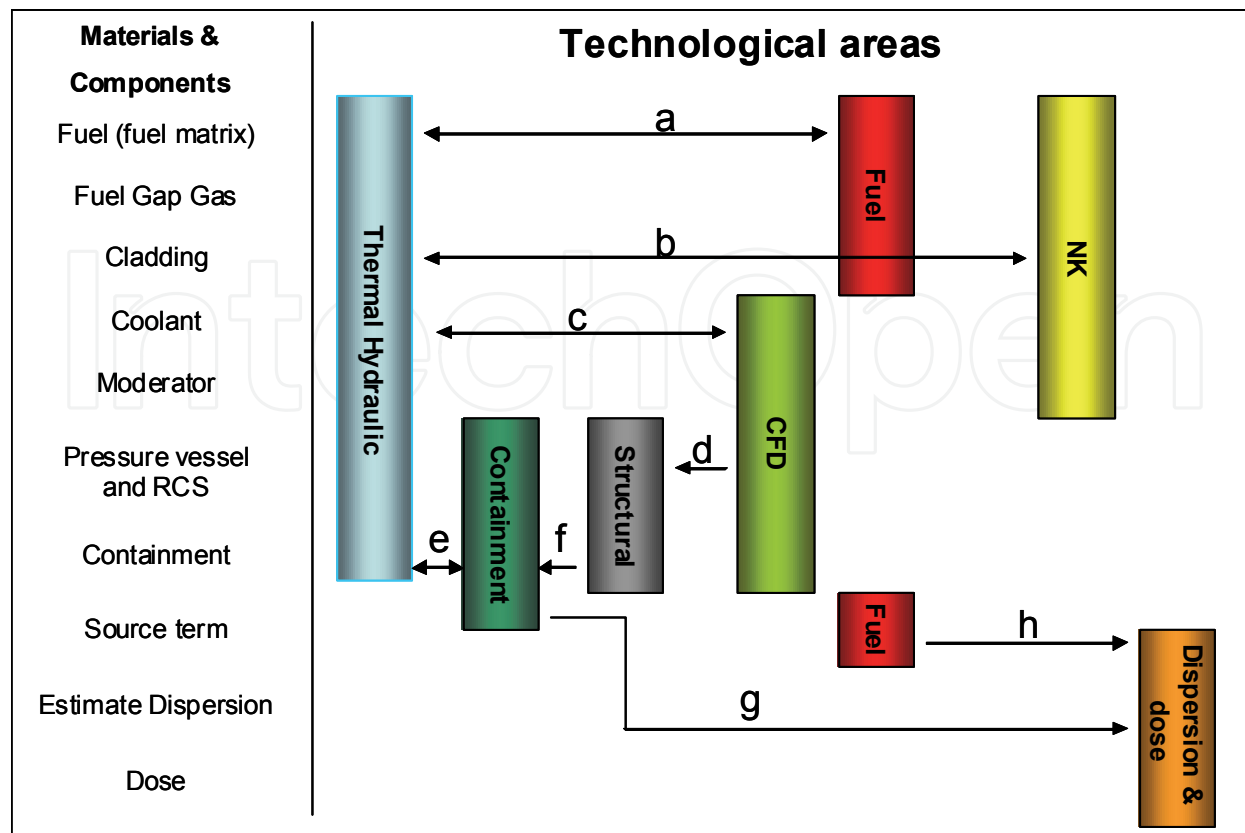 Materials &
Components
Technological areas
Fuel (fuel matrix)
Fuel Gap Gas
Cladding
Coolant
Moderator
Pressure vessel
and RCS
Containment
Source term
Estimate Dispersion
Dose
Thermal Hydraulic
Containment
Structural
CFD
Fuel
Fuel
NK
Dispersion &
dose
a
b
c
d
e
f
g
h
IntechOpen